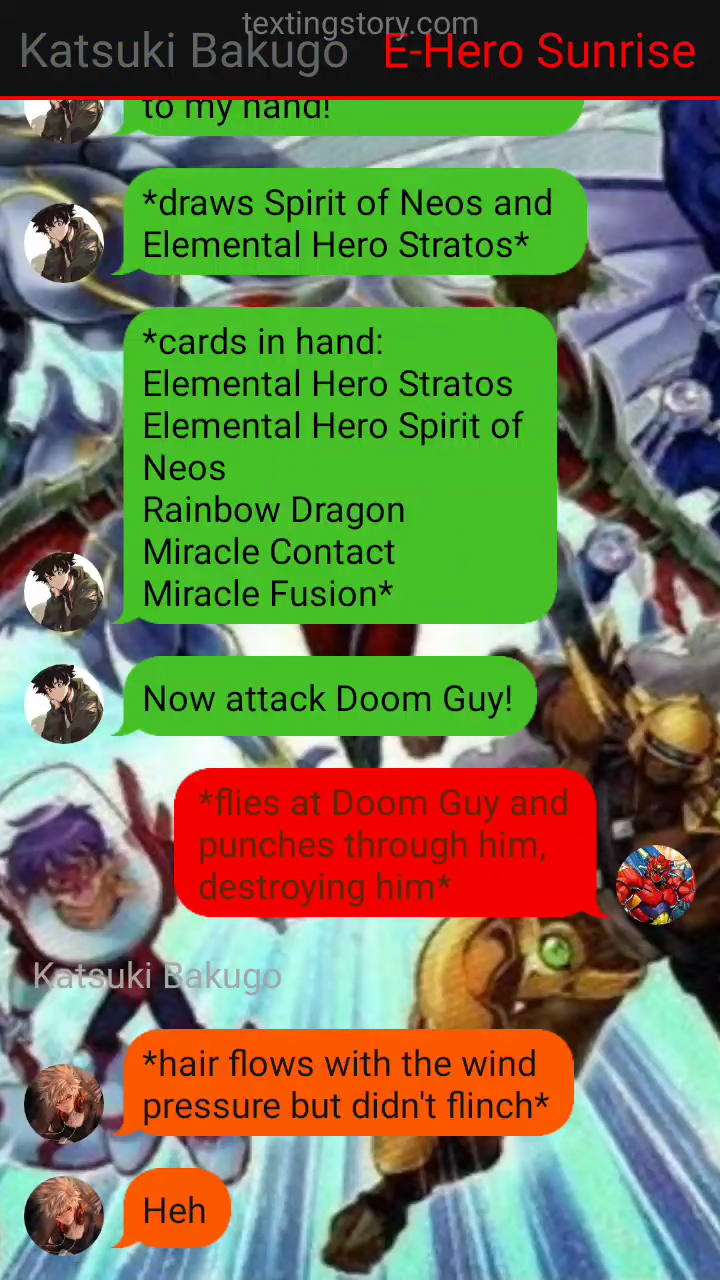 textingstory.com
Katsuki Bakugo E-Hero Sunrise
to my hand!
*draws Spirit of Neos and
Elemental Hero Stratos*
*cards in hand:
Elemental Hero Stratos
Elemental Hero Spirit of
Neos
Rainbow Dragon
Miracle Contact
Miracle Fusion*
Now attack Doom Guy!
*flies at Doom Guy and
punches through him,
destroying him*
Katsuki Bakugo
*hair flows with the wind
pressure but didn't flinch*
Heh